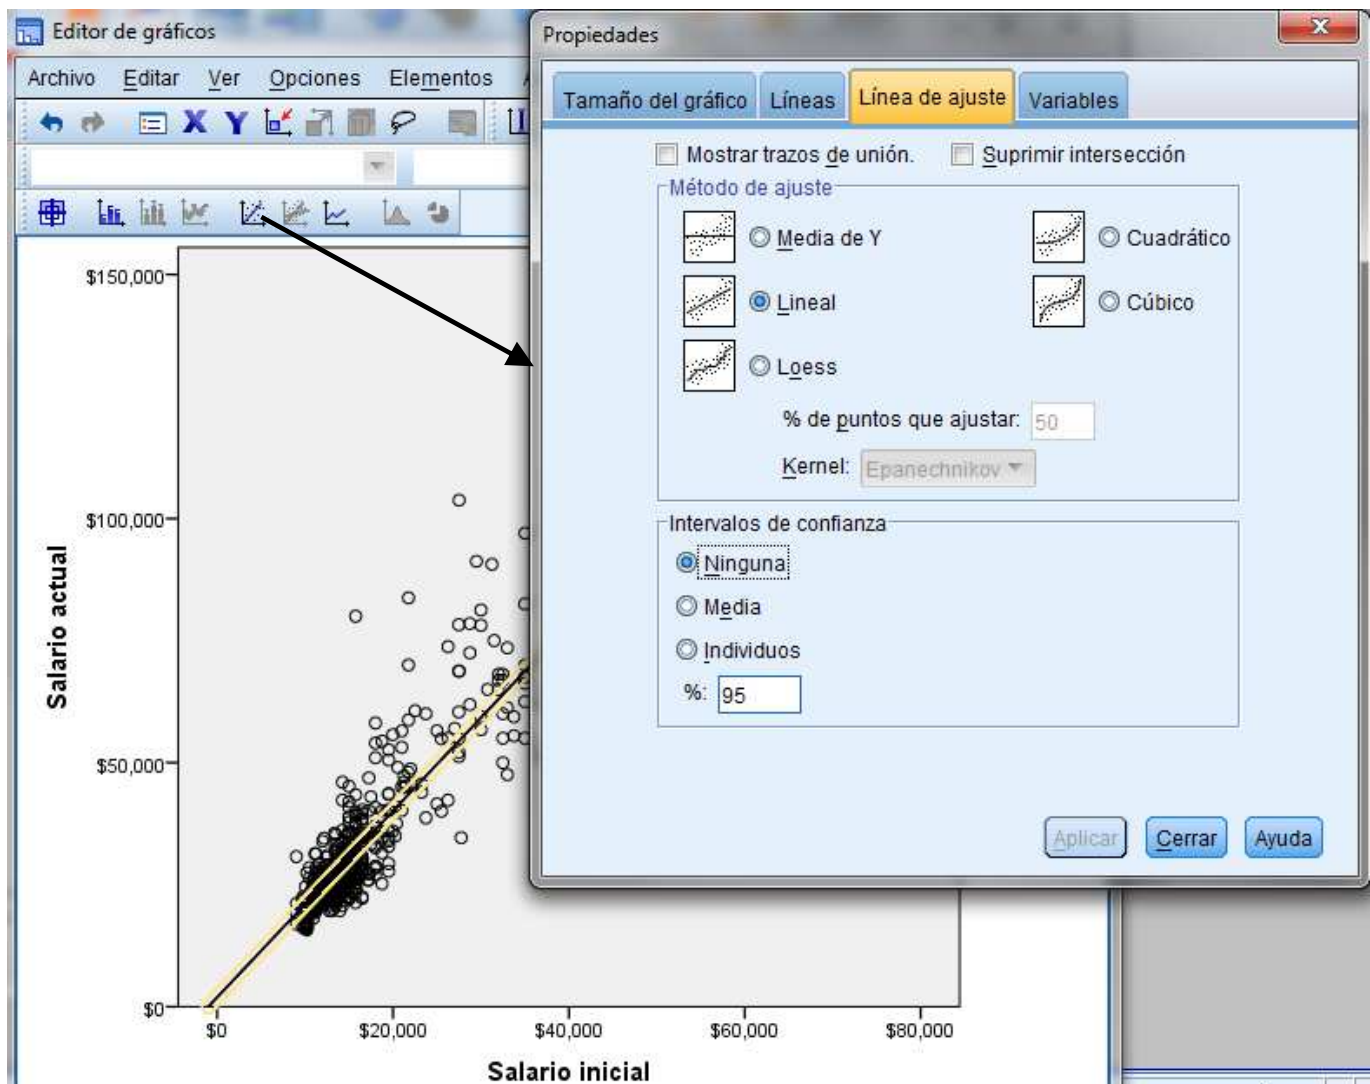 Editor de gráficos
Archivo Editar Ver Opciones Elementos
X Y
$150,000
$100,000
$50,000
$0
Salario actual
$0 $20,000 $40,000 $60,000 $80,000
Salario inicial
Propiedades
Tamaño del gráfico Líneas Línea de ajuste Variables
Mostrar trazos de unión. Suprimir intersección
Método de ajuste
Media de Y Cuadrático
Lineal Cúbico
Loess
% de puntos que ajustar: 50
Kernel: Epanechnikov
Intervalos de confianza
Ninguna
Media
Individuos
%: 95
Aplicar Cerrar Ayuda